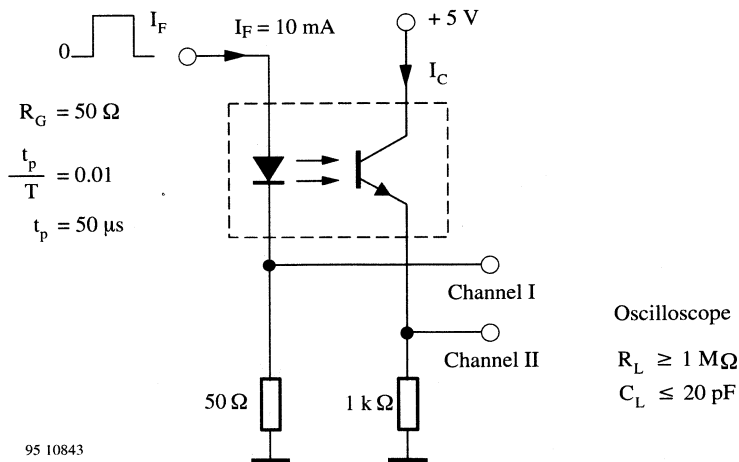 0
I_F
I_F = 10 mA
+ 5 V
I_C
R_G = 50 Ω
t_p
T
= 0.01
t_p = 50 µs
Channel I
Channel II
50 Ω
1 k Ω
Oscilloscope
R_L ≥ 1 MΩ
C_L ≤ 20 pF
95 10843